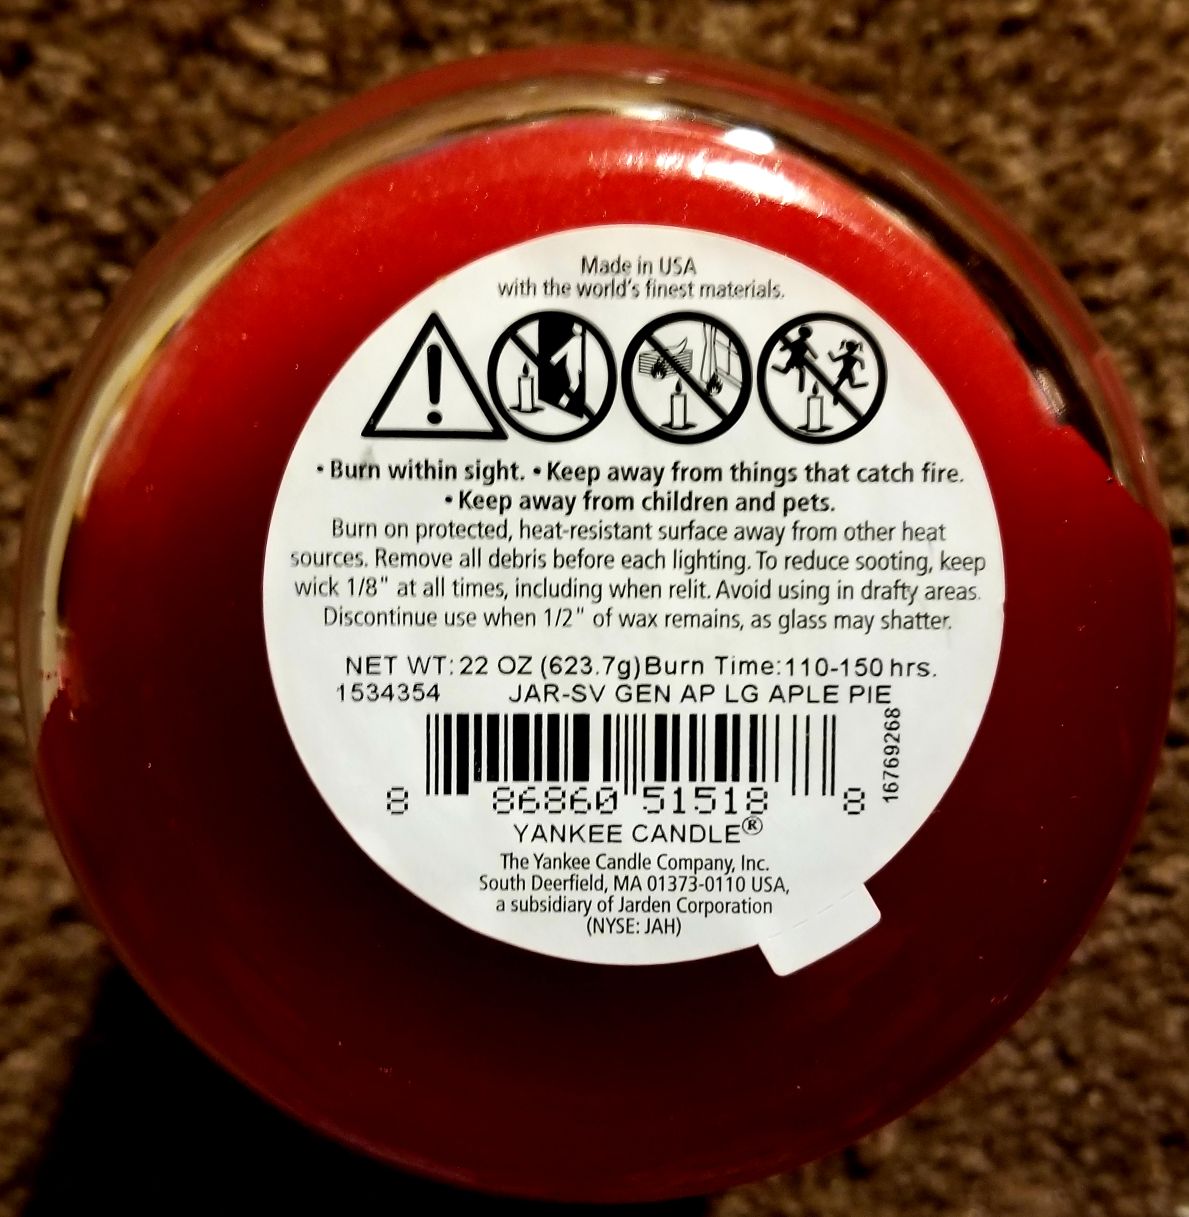 Made in USA
with the world's finest materials.
• Burn within sight. • Keep away from things that catch fire.
• Keep away from children and pets.
Burn on protected, heat-resistant surface away from other heat
sources. Remove all debris before each lighting. To reduce sooting, keep
wick 1/8" at all times, including when relit. Avoid using in drafty areas.
Discontinue use when 1/2" of wax remains, as glass may shatter.
NET WT: 22 OZ (623.7g) Burn Time: 110-150 hrs.
1534354 JAR-SV GEN AP LG APLE PIE
16769268
8 86860 51518 8
YANKEE CANDLE®
The Yankee Candle Company, Inc.
South Deerfield, MA 01373-0110 USA,
a subsidiary of Jarden Corporation
(NYSE: JAH)